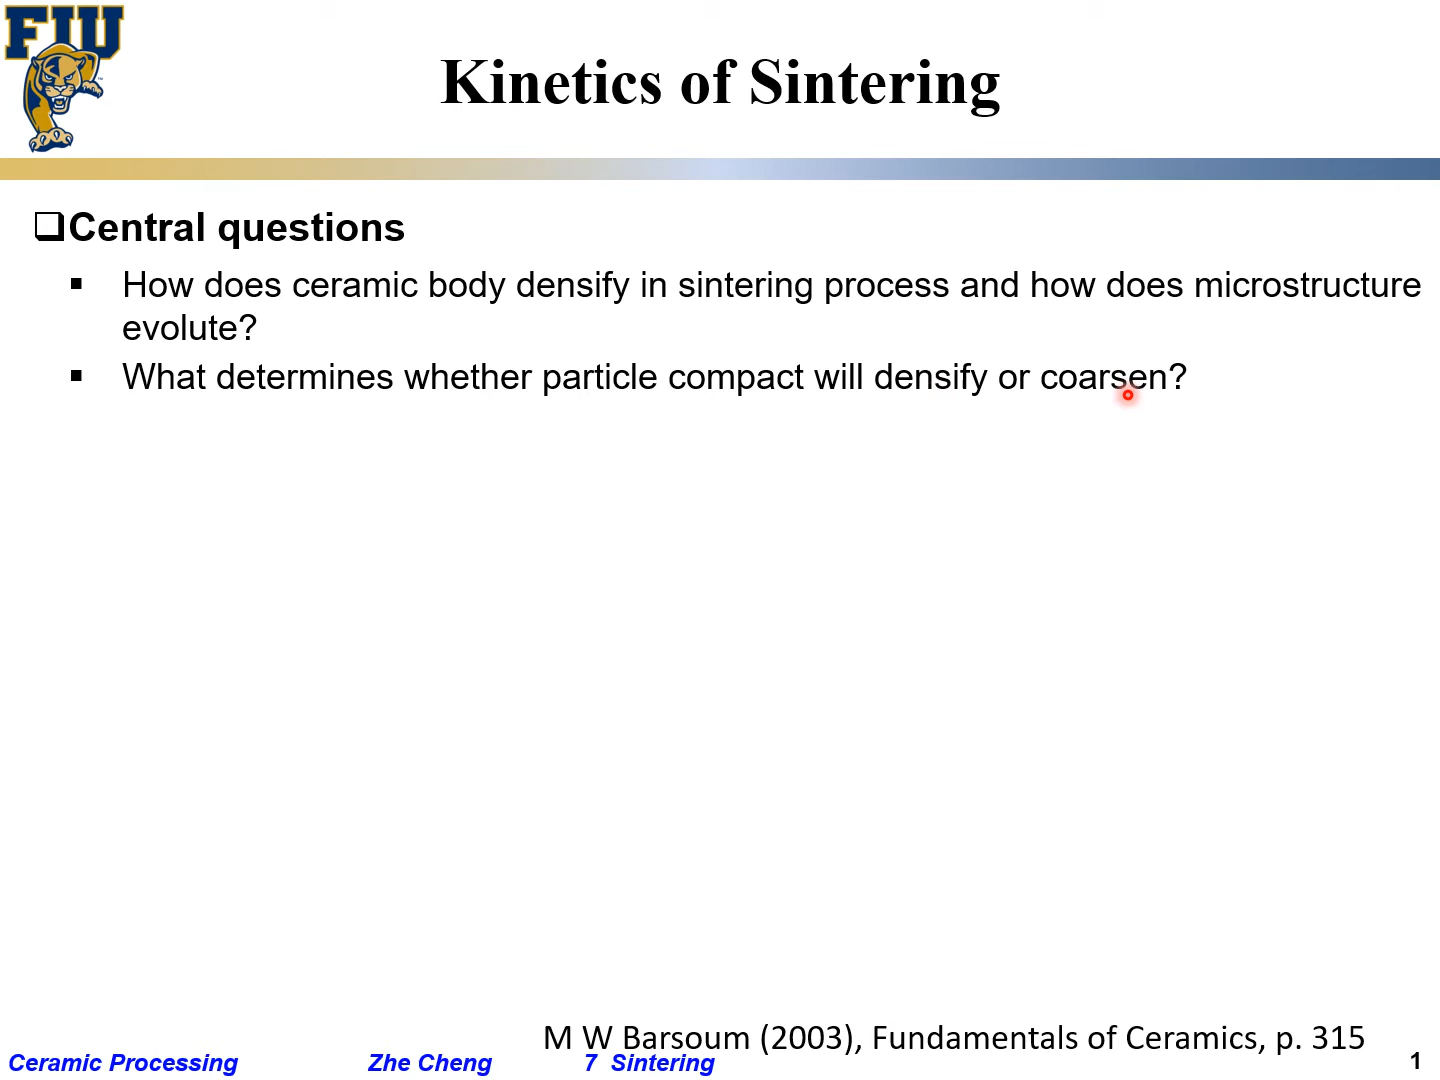 FIU
Kinetics of Sintering
Central questions
How does ceramic body densify in sintering process and how does microstructure
evolute?
What determines whether particle compact will densify or coarsen?
M W Barsoum (2003), Fundamentals of Ceramics, p. 315
Ceramic Processing Zhe Cheng 7 Sintering 1